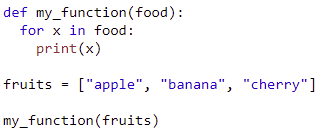 def my_function(food):
  for x in food:
    print(x)

fruits = ["apple", "banana", "cherry"]

my_function(fruits)